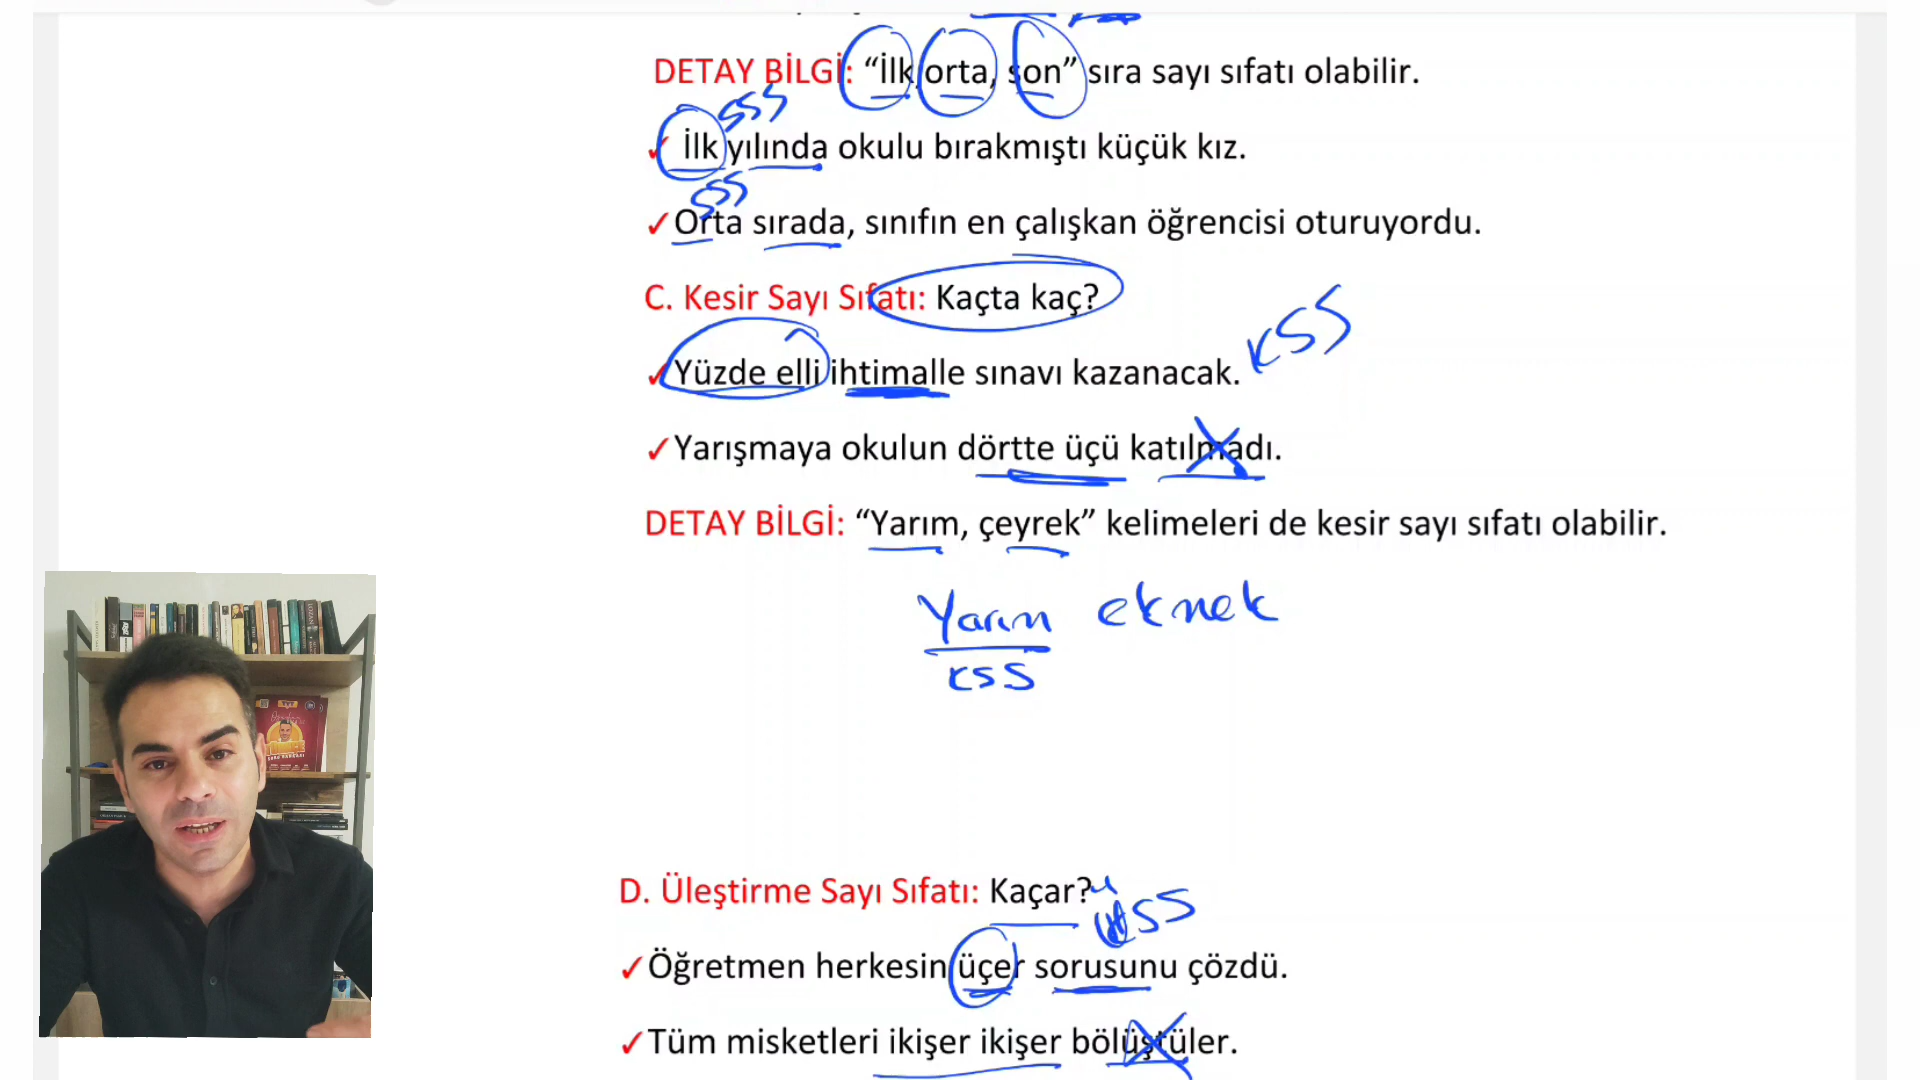 DETAY BİLGİ: “İlk, orta, son” sıra sayı sıfatı olabilir.
SSS
✓ İlk yılında okulu bırakmıştı küçük kız.
SSS
✓Orta sırada, sınıfın en çalışkan öğrencisi oturuyordu.
C. Kesir Sayı Sıfatı: Kaçta kaç?
KSS
✓Yüzde elli ihtimalle sınavı kazanacak.
✓Yarışmaya okulun dörtte üçü katılmadı.
DETAY BİLGİ: “Yarım, çeyrek” kelimeleri de kesir sayı sıfatı olabilir.
Yarım ekmek
KSS
D. Üleştirme Sayı Sıfatı: Kaçar?
SS
✓Öğretmen herkesin üçer sorusunu çözdü.
✓Tüm misketleri ikişer ikişer bölüştüler.